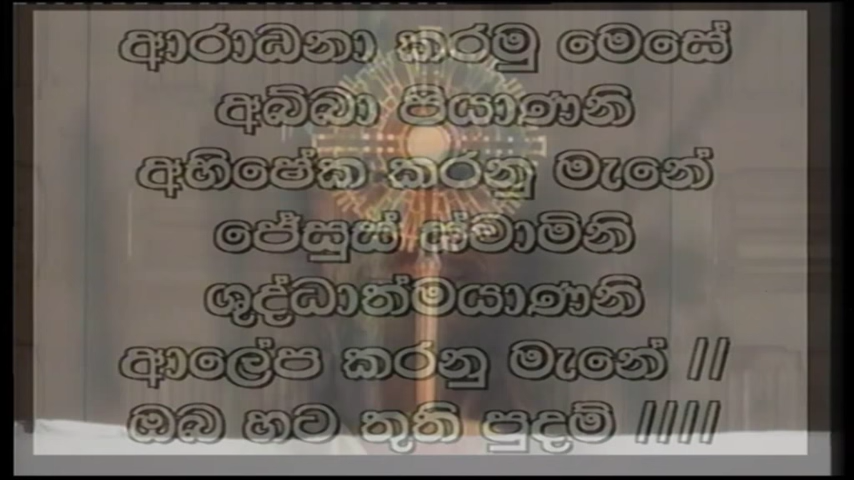 ආරාධනා කරමු මෙසේ
අබ්බා පියාණනි
අභිෂේක කරනු මැනේ
ජේසුස් ස්වාමිනි
ශුද්ධාත්මයාණනි
ආලේප කරනු මැනේ //
ඔබ හට තුති පුදම් ////